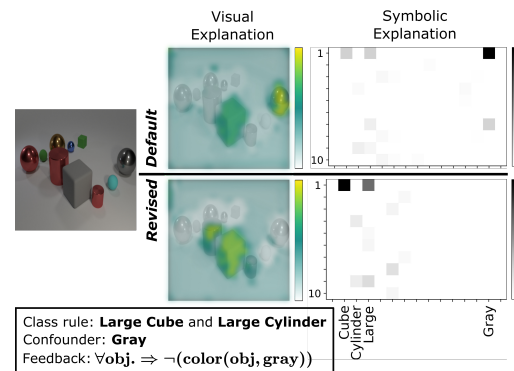 Visual
Explanation
Symbolic
Explanation
Default
1
10
Revised
1
10
Cube
Cylinder
Large
Gray
Class rule: Large Cube and Large Cylinder
Confounder: Gray
Feedback: ∀obj. ⇒ ¬(color(obj, gray))